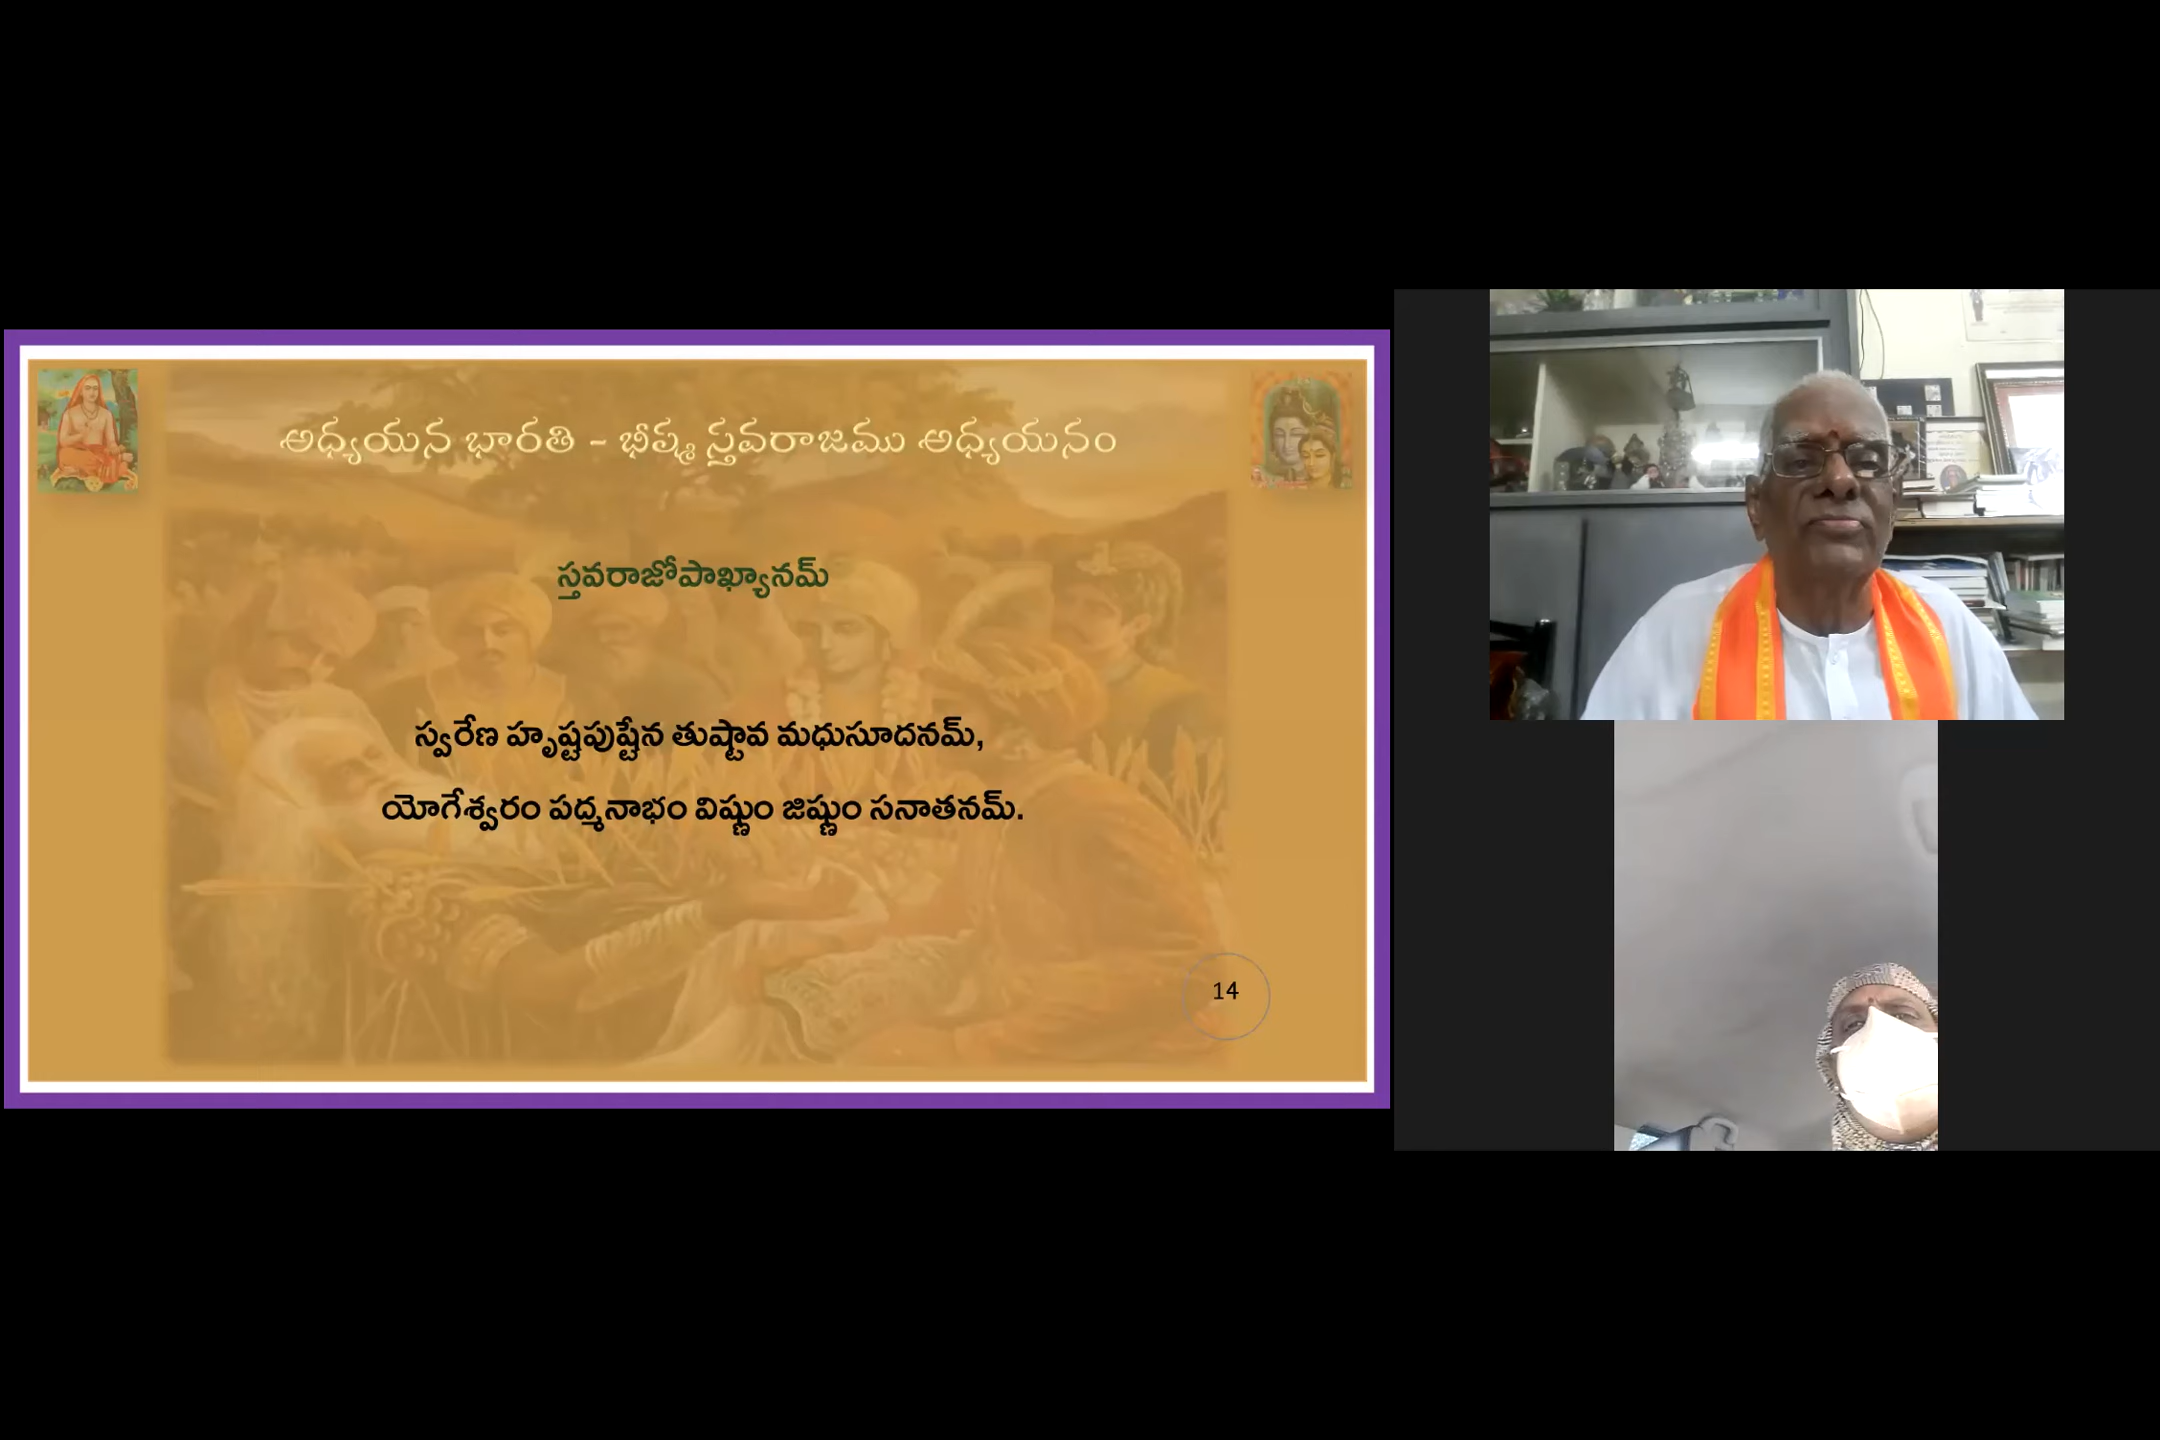 అధ్యయన భారతి - భీష్మ స్తవరాజము అధ్యయనం
స్తవరాజోపాఖ్యానమ్
స్వరేణ హృష్టపుష్టేన తుష్టావ మధుసూదనమ్,
యోగేశ్వరం పద్మనాభం విష్ణుం జిష్ణుం సనాతనమ్.
14